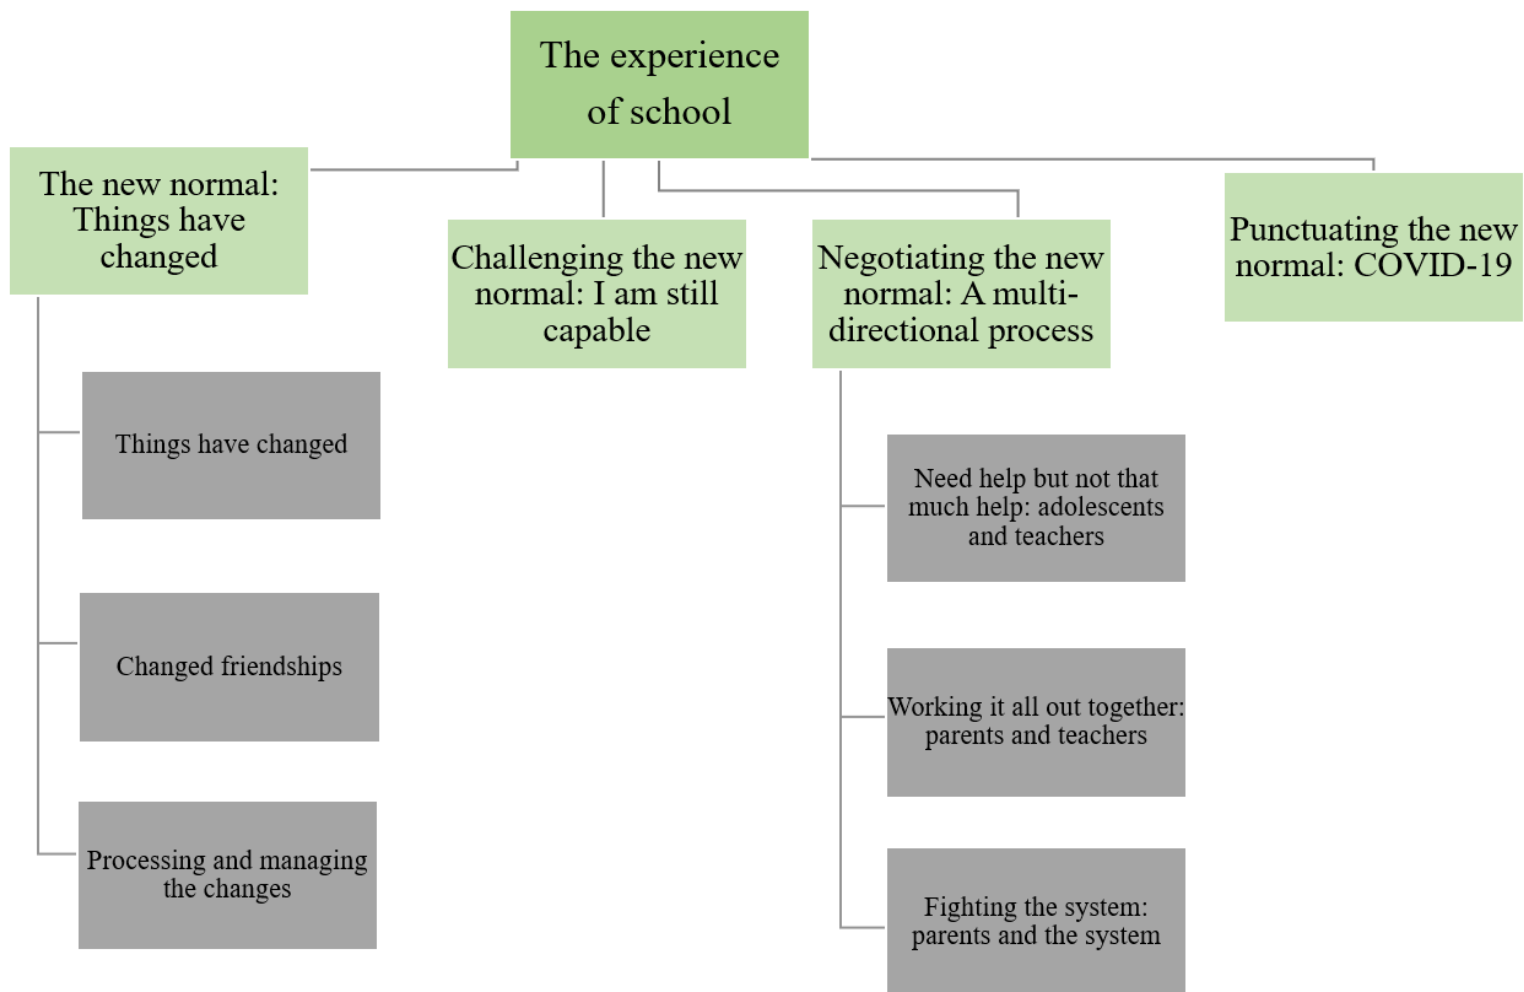 The experience
of school
The new normal:
Things have
changed
Challenging the new
normal: I am still
capable
Negotiating the new
normal: A multi-
directional process
Punctuating the new
normal: COVID-19
Things have changed
Changed friendships
Processing and managing
the changes
Need help but not that
much help: adolescents
and teachers
Working it all out together:
parents and teachers
Fighting the system:
parents and the system